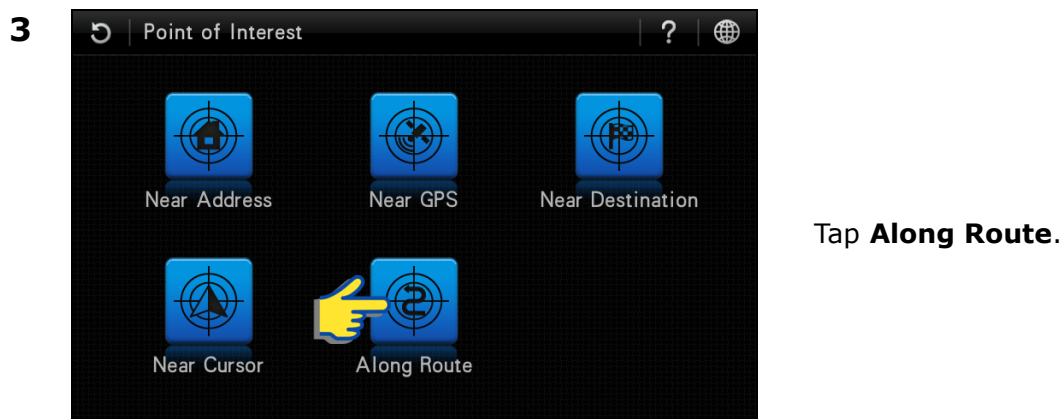 3
Point of Interest ?
Near Address Near GPS Near Destination
Tap Along Route.
Near Cursor Along Route